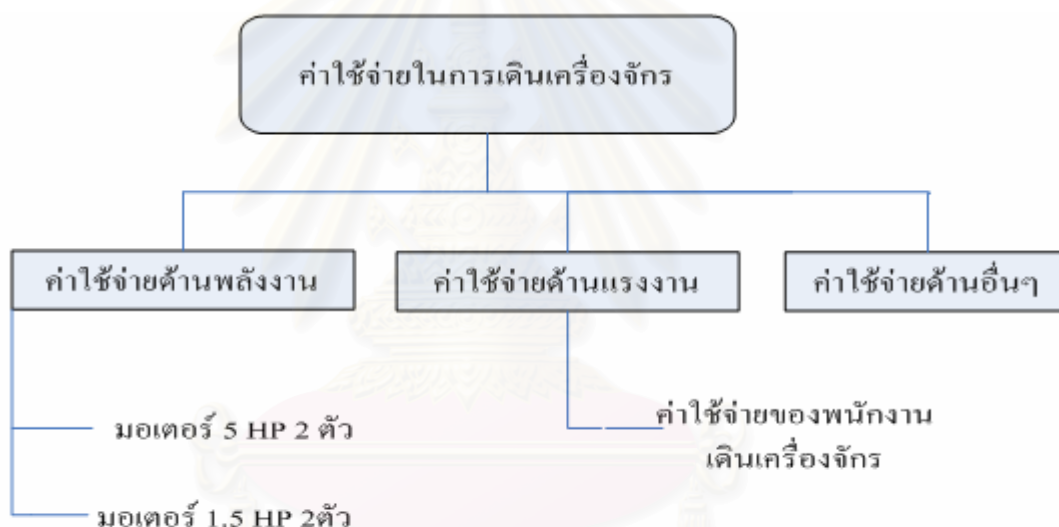 ค่าใช้จ่ายในการเดินเครื่องจักร
ค่าใช้จ่ายด้านพลังงาน
ค่าใช้จ่ายด้านแรงงาน
ค่าใช้จ่ายด้านอื่นๆ
มอเตอร์ 5 HP 2 ตัว
ค่าใช้จ่ายของพนักงาน
เดินเครื่องจักร
มอเตอร์ 1.5 HP 2ตัว